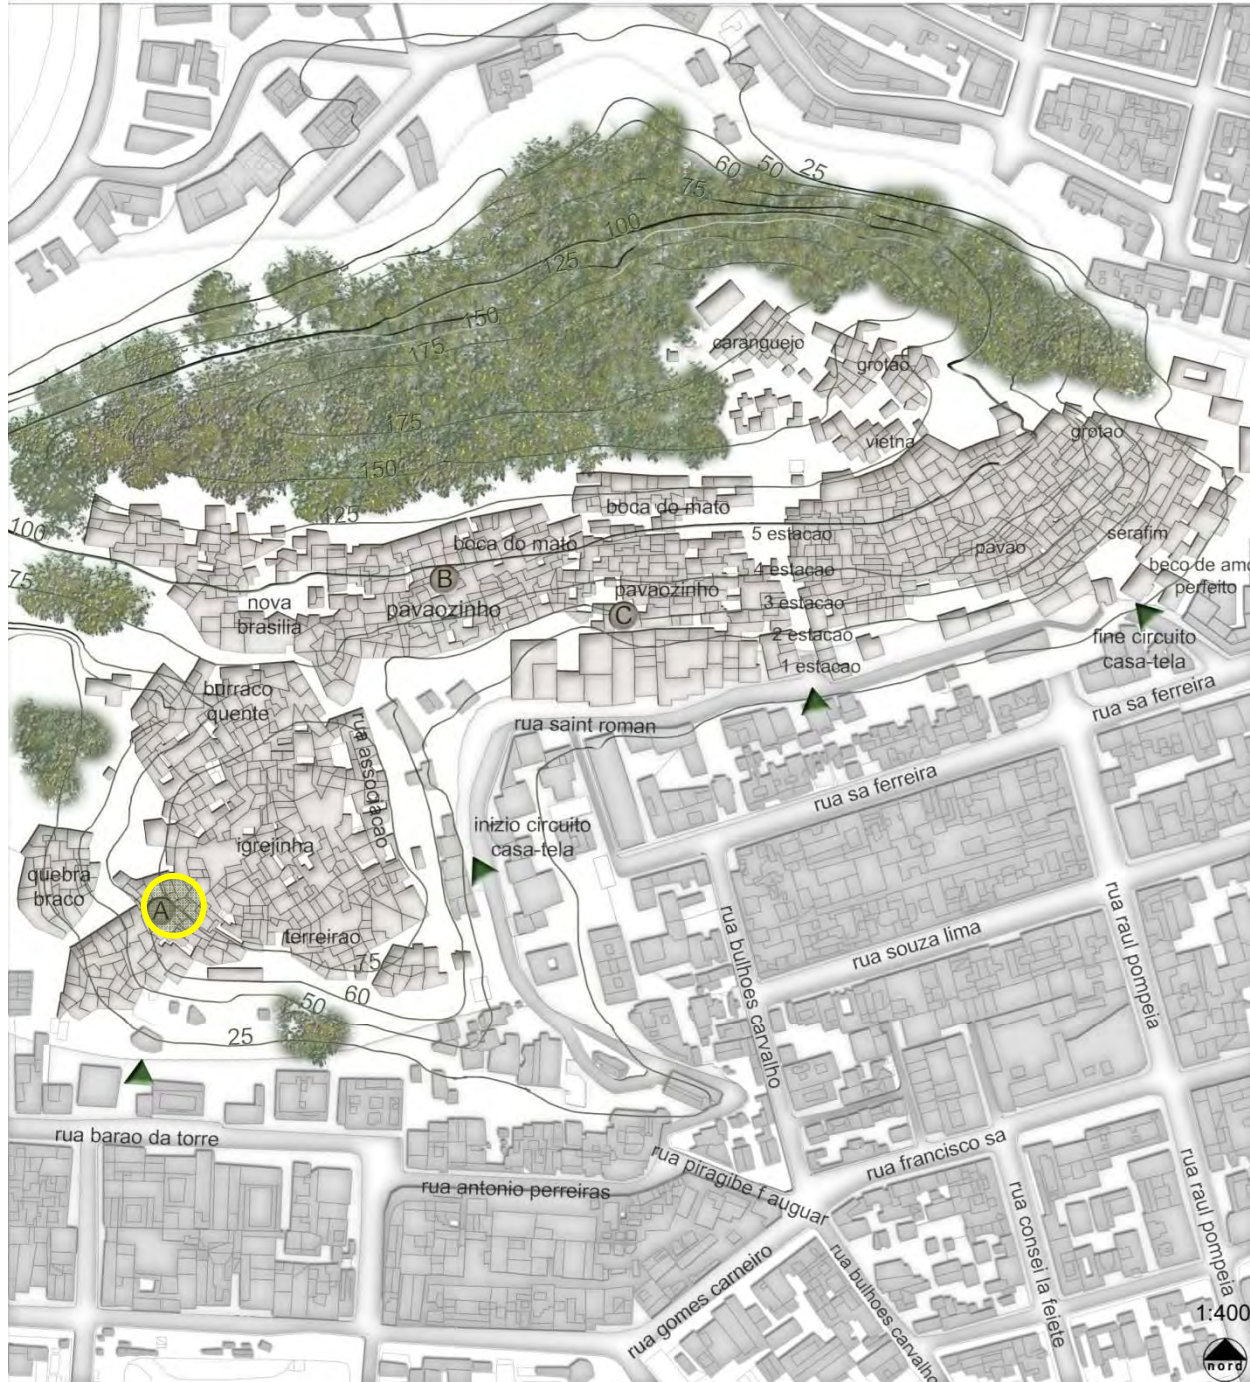 25
50
60
75
100
125
150
175
caranguejo
grotao
175
vietna
grotao
150
boca do mato
125
100
5 estacao
boca do mato
pavao
serafim
75
B
4 estacao
beco de amo
perfeito
pavaozinho
nova
brasilia
pavaozinho
3 estacao
C
2 estacao
fine circuito
casa-tela
1 estacao
burraco
quente
rua sa ferreira
rua saint roman
rua associacao
rua sa ferreira
inizio circuito
casa-tela
igrejinha
quebra
braco
A
rua raul pompeia
rua bulhoes carvalho
rua souza lima
terreirao
75
60
50
25
rua barao da torre
rua francisco sa
rua piragibe f auguar
rua antonio perreiras
rua raul pompeia
rua consei la feiete
rua gomes carneiro
rua bulhoes carvalho
1:400
nord